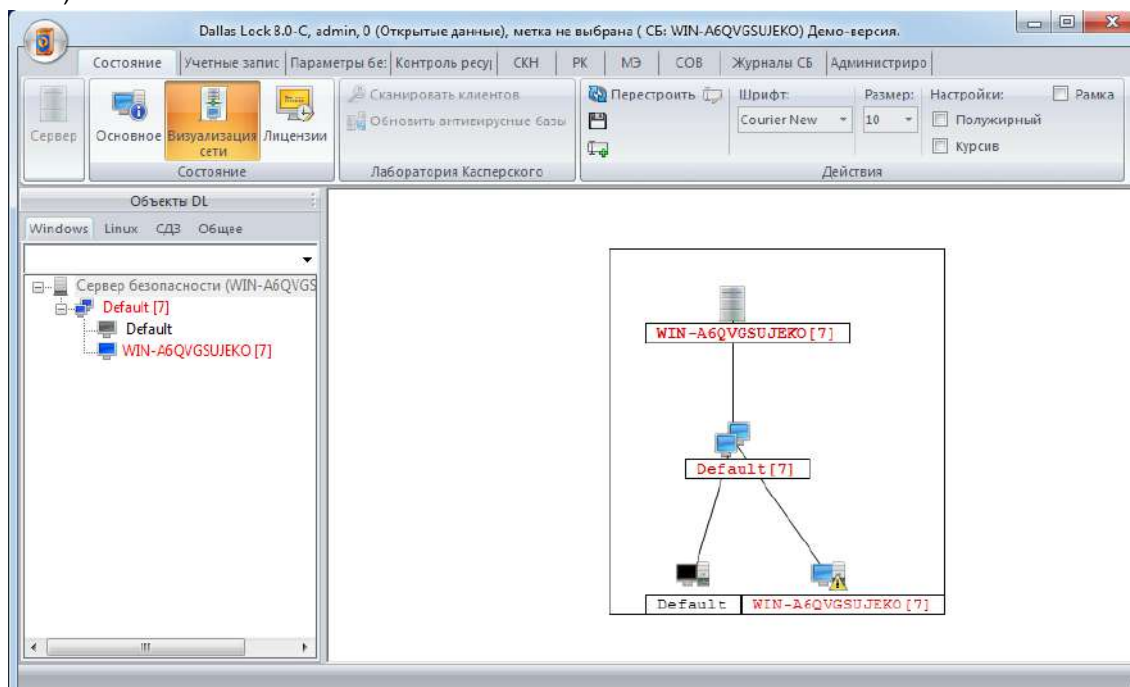 Dallas Lock 8.0-C, admin, 0 (Открытые данные), метка не выбрана ( СБ: WIN-A6QVGSUJEKO) Демо-версия.
Состояние Учетные запис Параметры бе: Контроль ресу СКН РК МЭ СОВ Журналы СБ Администриро
Сервер
Основное
Визуализация сети
Лицензии
Состояние
Сканировать клиентов
Обновить антивирусные базы
Лаборатория Касперского
Перестроить
Шрифт: Размер: Настройки: Рамка
Courier New 10 Полужирный
Курсив
Действия
Объекты DL
Windows Linux СДЗ Общее
Сервер безопасности (WIN-A6QVGS
Default [7]
Default
WIN-A6QVGSUJEKO [7]
WIN-A6QVGSUJEKO[7]
Default[7]
Default WIN-A6QVGSUJEKO[7]